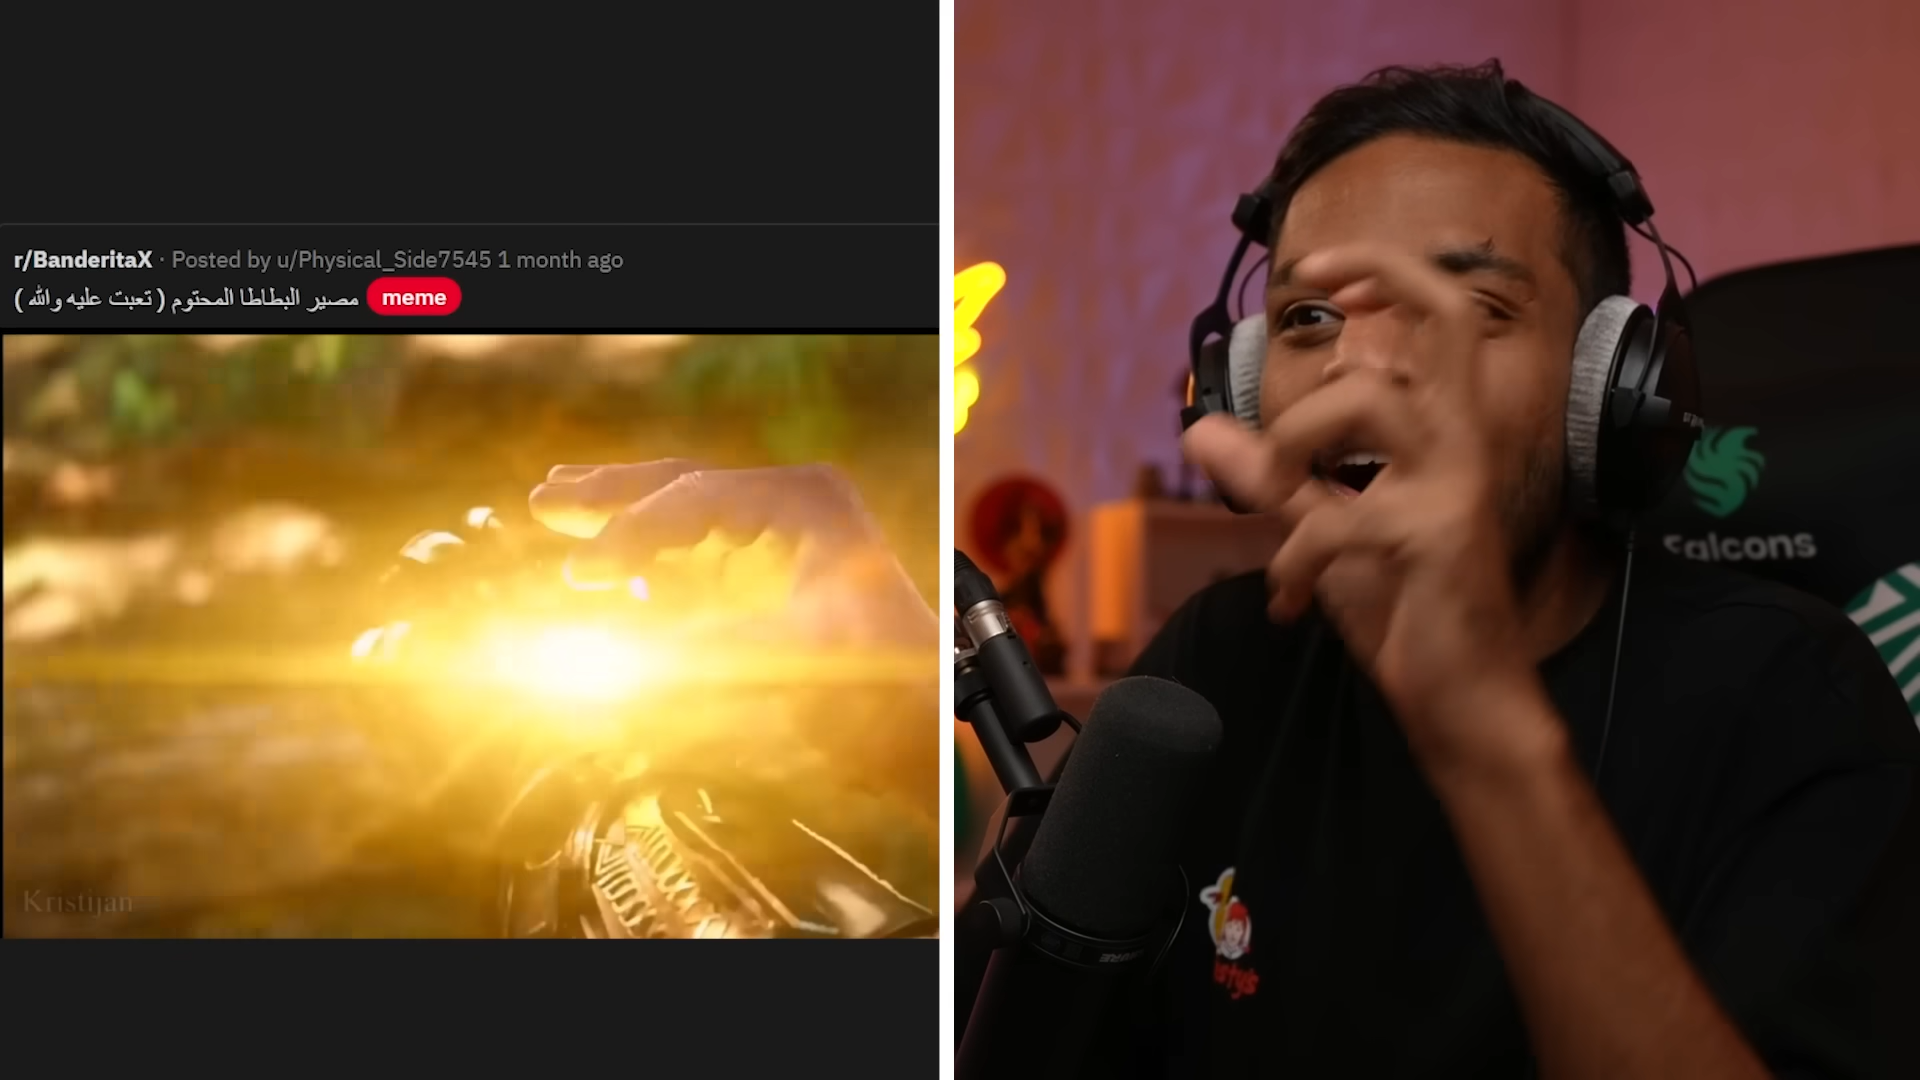 r/BanderitaX · Posted by u/Physical_Side7545 1 month ago
مصير البطاطا المحتوم ( تعبت عليه والله ) meme
Kristijan
Falcons